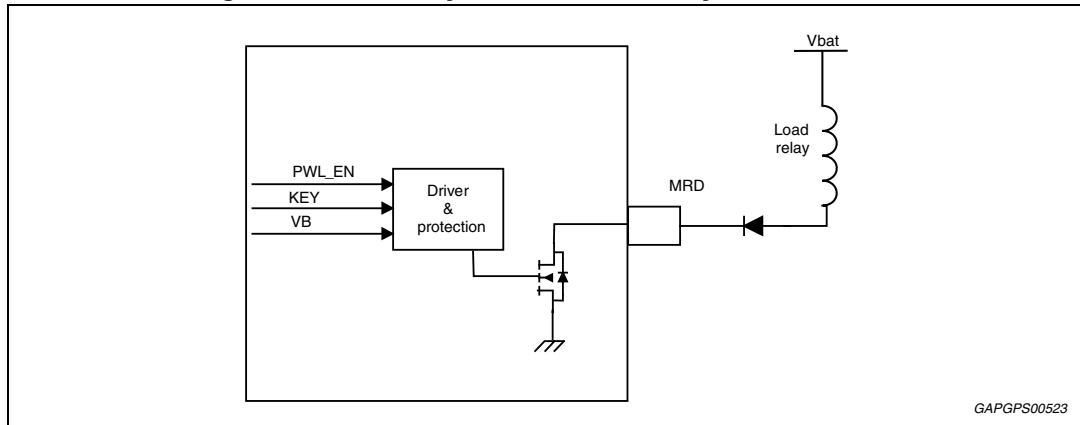 Vbat
Load
relay
PWL_EN
KEY
VB
Driver
&
protection
MRD
GAPGPS00523